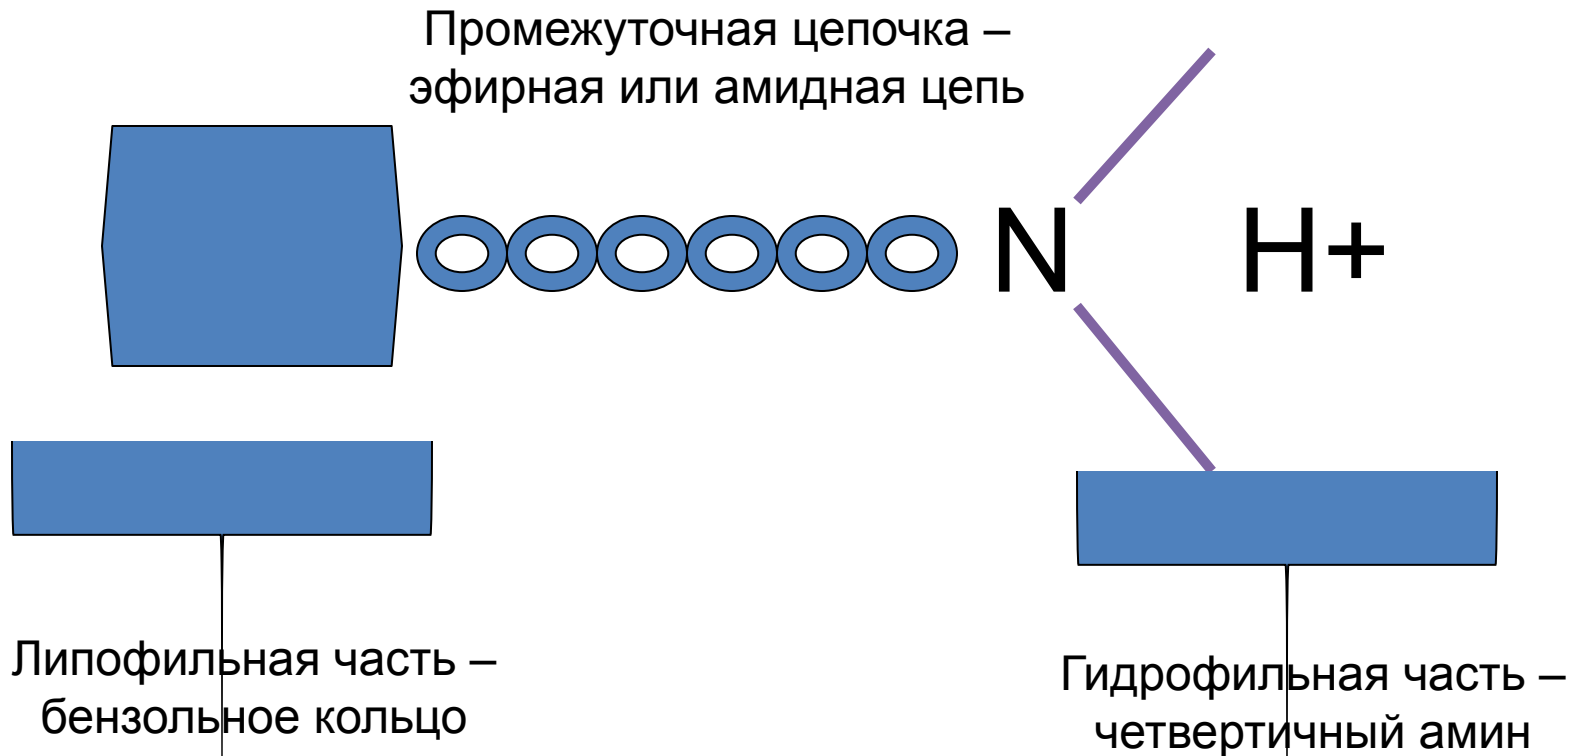 Промежуточная цепочка –
эфирная или амидная цепь
N H+
Липофильная часть –
бензольное кольцо
Гидрофильная часть –
четвертичный амин